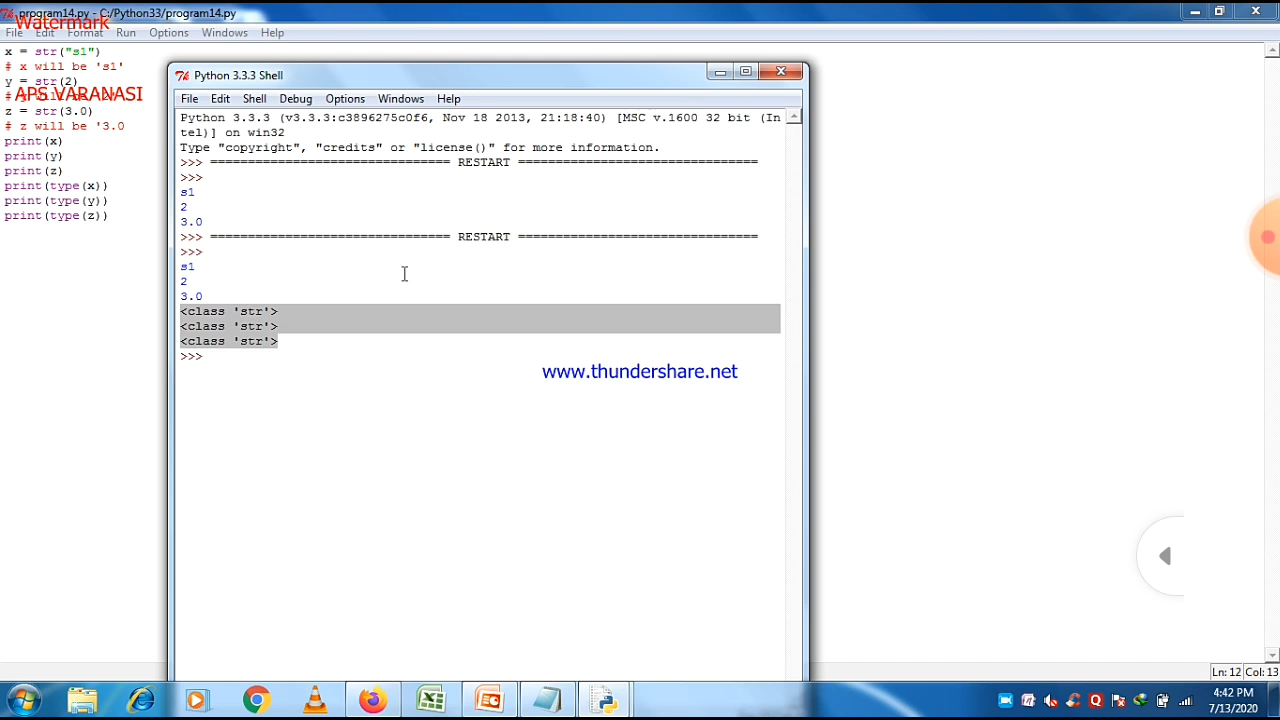 program14.py - C:/Python33/program14.py
Watermark
File Edit Format Run Options Windows Help
x = str("s1")
# x will be 's1'
y = str(2)
APS VARANASI
z = str(3.0)
# z will be '3.0
print(x)
print(y)
print(z)
print(type(x))
print(type(y))
print(type(z))
Python 3.3.3 Shell
File Edit Shell Debug Options Windows Help
Python 3.3.3 (v3.3.3:c3896275c0f6, Nov 18 2013, 21:18:40) [MSC v.1600 32 bit (In
tel)] on win32
Type "copyright", "credits" or "license()" for more information.
>>> ================================ RESTART ================================
>>>
s1
2
3.0
>>> ================================ RESTART ================================
>>>
s1
2
3.0
<class 'str'>
<class 'str'>
<class 'str'>
>>>
www.thundershare.net
Ln: 12 Col: 13
4:42 PM
7/13/2020